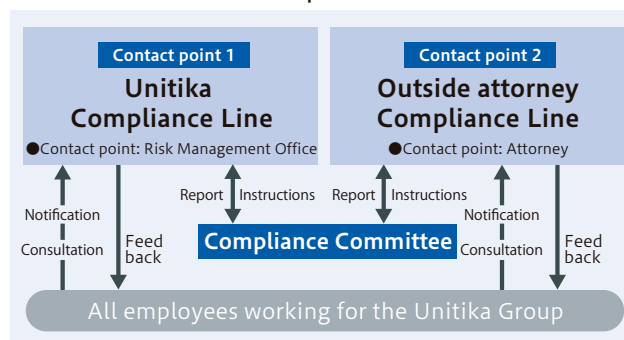 Contact point 1
Unitika
Compliance Line
●Contact point: Risk Management Office
Contact point 2
Outside attorney
Compliance Line
●Contact point: Attorney
Notification
Consultation
Feed
back
Report
Instructions
Report
Instructions
Compliance Committee
Notification
Consultation
Feed
back
All employees working for the Unitika Group